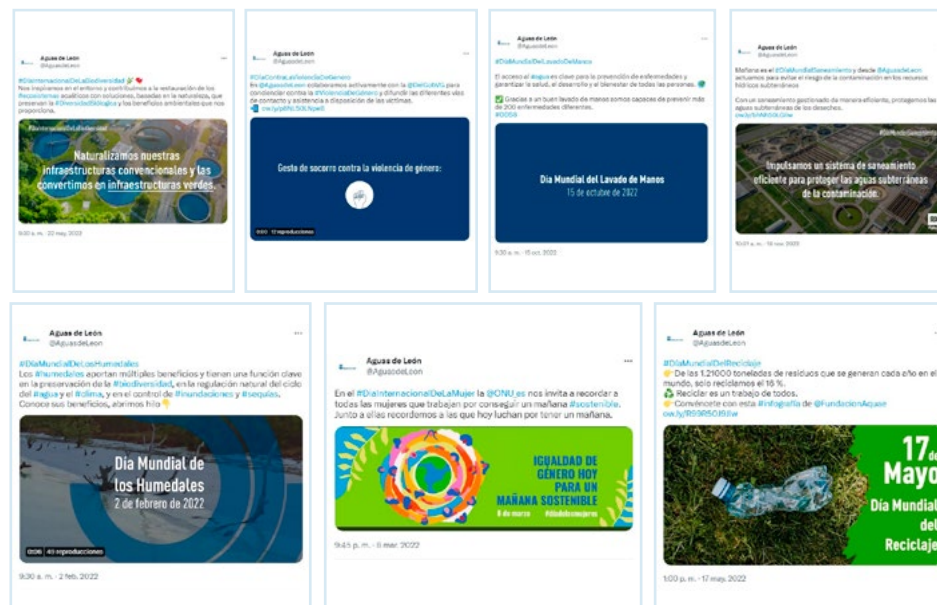 Aguas de León
@AguasdeLeon
#DíaInternacionalDeLaBiodiversidad
Nos inspiramos en el entorno y contribuimos a la restauración de los
#ecosistemas acuáticos con soluciones, basadas en la naturaleza, que
preservan la #DiversidadBiológica y los beneficios ambientales que nos
proporciona.
#DíaInternacionalDeLaBiodiversidad
Naturalizamos nuestras
infraestructuras convencionales y las
convertimos en infraestructuras verdes.
9:00 a. m. · 22 may. 2022
Aguas de León
@AguasdeLeon
#DíaContraLaViolenciaDeGénero
En @AguasdeLeon colaboramos activamente con @DelGobVG para
concienciar contra la #ViolenciaDeGénero y difundir las diferentes vías
de contacto y asistencia a disposición de las víctimas.
Gesto de socorro contra la violencia de género:
12 reproducciones
Aguas de León
@AguasdeLeon
#DíaMundialDelLavadoDeManos
El acceso al #agua es clave para la prevención de enfermedades y
garantizar la salud, el desarrollo y el bienestar de todas las personas.
Gracias a un buen lavado de manos somos capaces de prevenir más
de 200 enfermedades diferentes.
#ODS6
Día Mundial del Lavado de Manos
15 de octubre de 2022
9:30 a. m. · 15 oct. 2022
Aguas de León
@AguasdeLeon
Mañana es el #DíaMundialSaneamiento y desde @AguasdeLeon
actuamos para evitar el riesgo de la contaminación en los recursos
hídricos subterráneos
Con un saneamiento gestionado de manera eficiente, protegemos las
aguas subterráneas de los desechos.
Impulsamos un sistema de saneamiento
eficiente para proteger las aguas subterráneas
de la contaminación.
Aguas de León
@AguasdeLeon
#DíaMundialDeLosHumedales
Los #humedales aportan múltiples beneficios y tienen una función clave
en la preservación de la #biodiversidad, en la regulación natural del ciclo
del #agua y el #clima, y en el control de #inundaciones y #sequías.
Conoce sus beneficios, abrimos hilo
Día Mundial de
los Humedales
2 de febrero de 2022
0:06 49 reproducciones
9:30 a. m. · 2 feb. 2022
Aguas de León
@AguasdeLeon
En el #DíaInternacionalDeLaMujer la @ONU_es nos invita a recordar a
todas las mujeres que trabajan por conseguir un mañana #sostenible.
Junto a ellas recordemos a las que hoy luchan por tener un mañana.
IGUALDAD DE
GÉNERO HOY
PARA UN
MAÑANA SOSTENIBLE
8 de marzo #díadelasmujeres
9:45 p. m. · 8 mar. 2022
Aguas de León
@AguasdeLeon
#DíaMundialDelReciclaje
De las 1.21000 toneladas de residuos que se generan cada año en el
mundo, solo reciclamos el 16 %.
Reciclar es un trabajo de todos.
Convéncete con esta #infografía de @FundacionAquae
17 de
Mayo
Día Mundial
del
Reciclaje
1:00 p. m. · 17 may. 2022